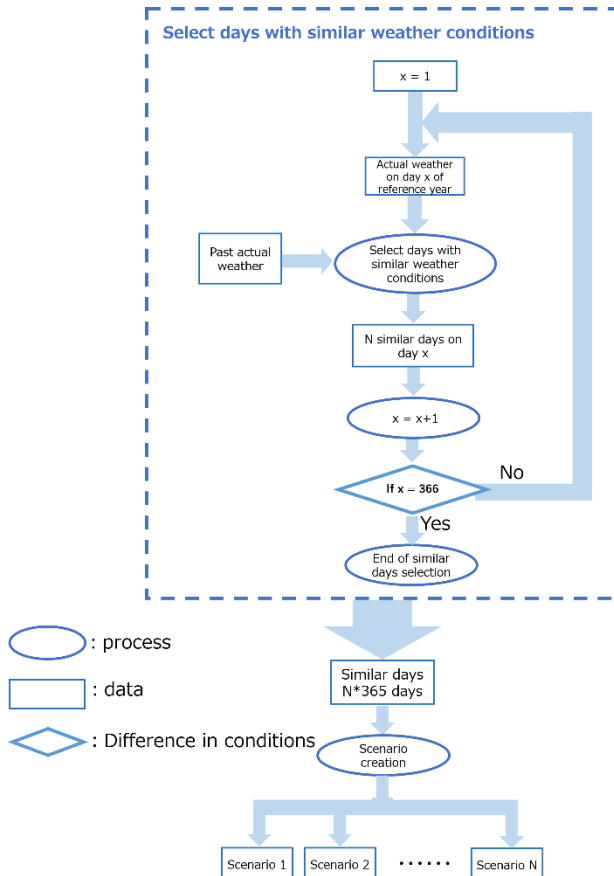 Select days with similar weather conditions
x = 1
Actual weather
on day x of
reference year
Past actual
weather
Select days with
similar weather
conditions
N similar days on
day x
x = x+1
If x = 366
No
Yes
End of similar
days selection
: process
: data
: Difference in conditions
Similar days
N*365 days
Scenario
creation
Scenario 1
Scenario 2
······
Scenario N